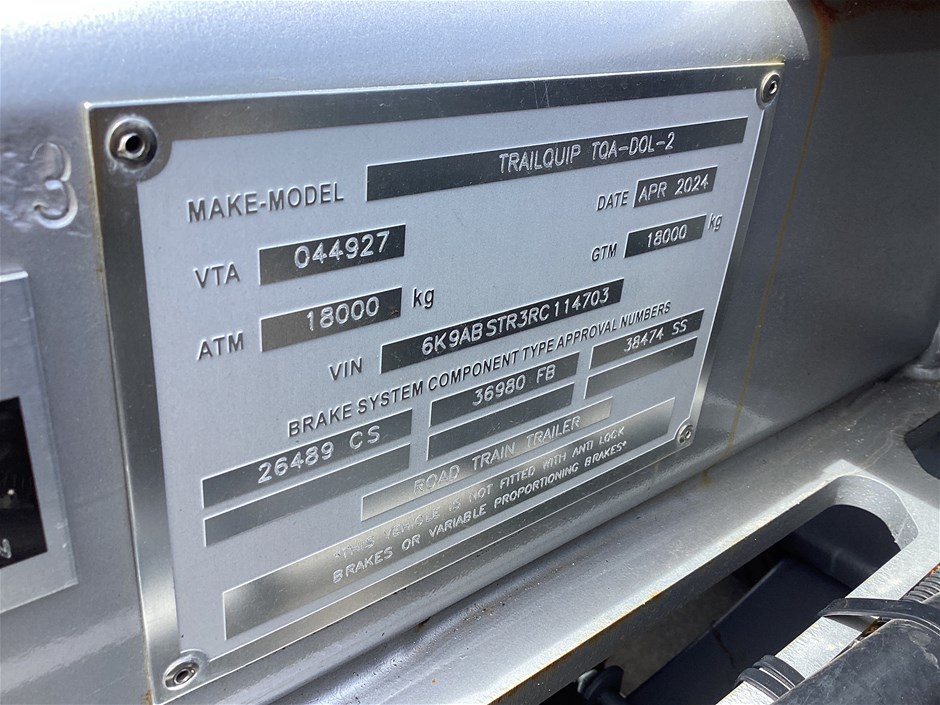 3
MAKE-MODEL TRAILQUIP TQA-DOL-2
DATE APR 2024
VTA 044927
GTM 18000 kg
ATM 18000 kg
VIN 6K9ABSTR3RC114703
BRAKE SYSTEM COMPONENT TYPE APPROVAL NUMBERS
26489 CS 36980 FB 38474 SS
ROAD TRAIN TRAILER
"THIS VEHICLE IS NOT FITTED WITH ANTI LOCK
BRAKES OR VARIABLE PROPORTIONING BRAKES"
N